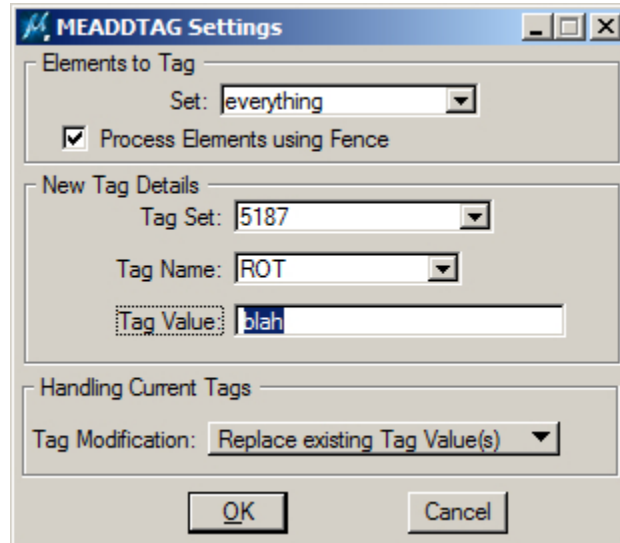 MEADDTAG Settings
Elements to Tag
Set: everything
Process Elements using Fence
New Tag Details
Tag Set: 5187
Tag Name: ROT
Tag Value: blah
Handling Current Tags
Tag Modification: Replace existing Tag Value(s)
OK Cancel